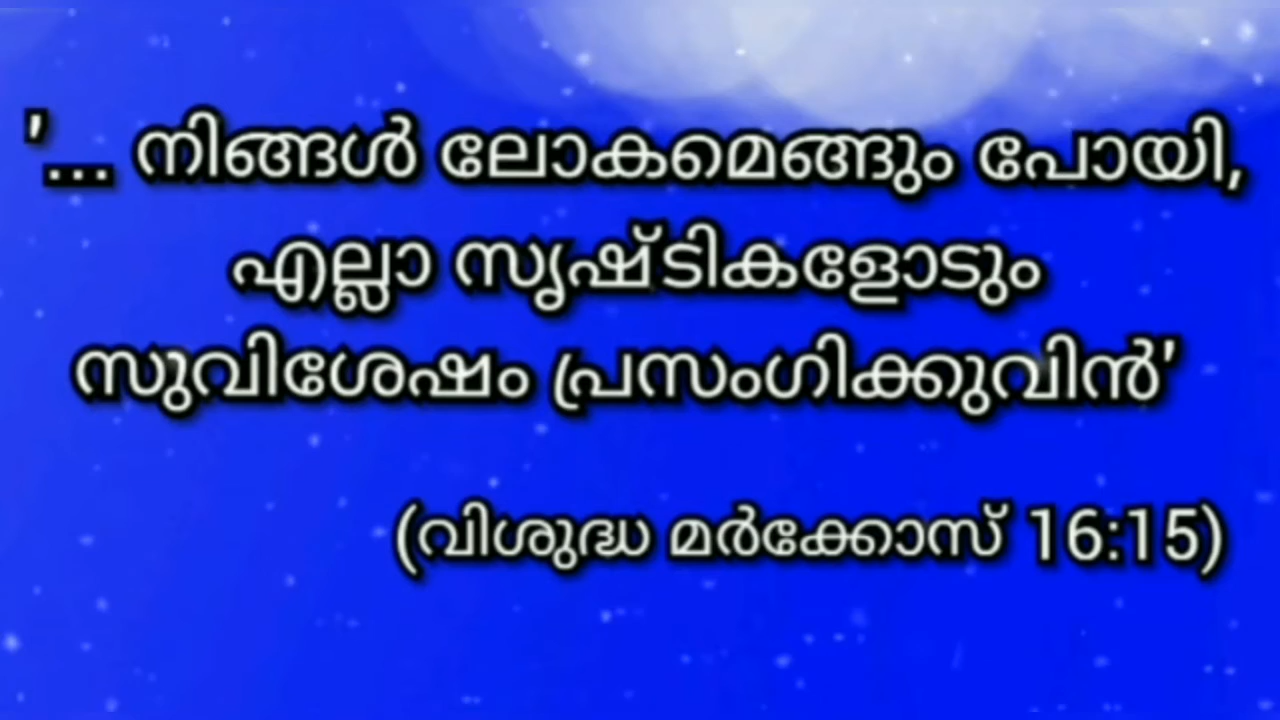 '... നിങ്ങൾ ലോകമെങ്ങും പോയി,
എല്ലാ സൃഷ്ടികളോടും
സുവിശേഷം പ്രസംഗിക്കുവിൻ'
(വിശുദ്ധ മർക്കോസ് 16:15)